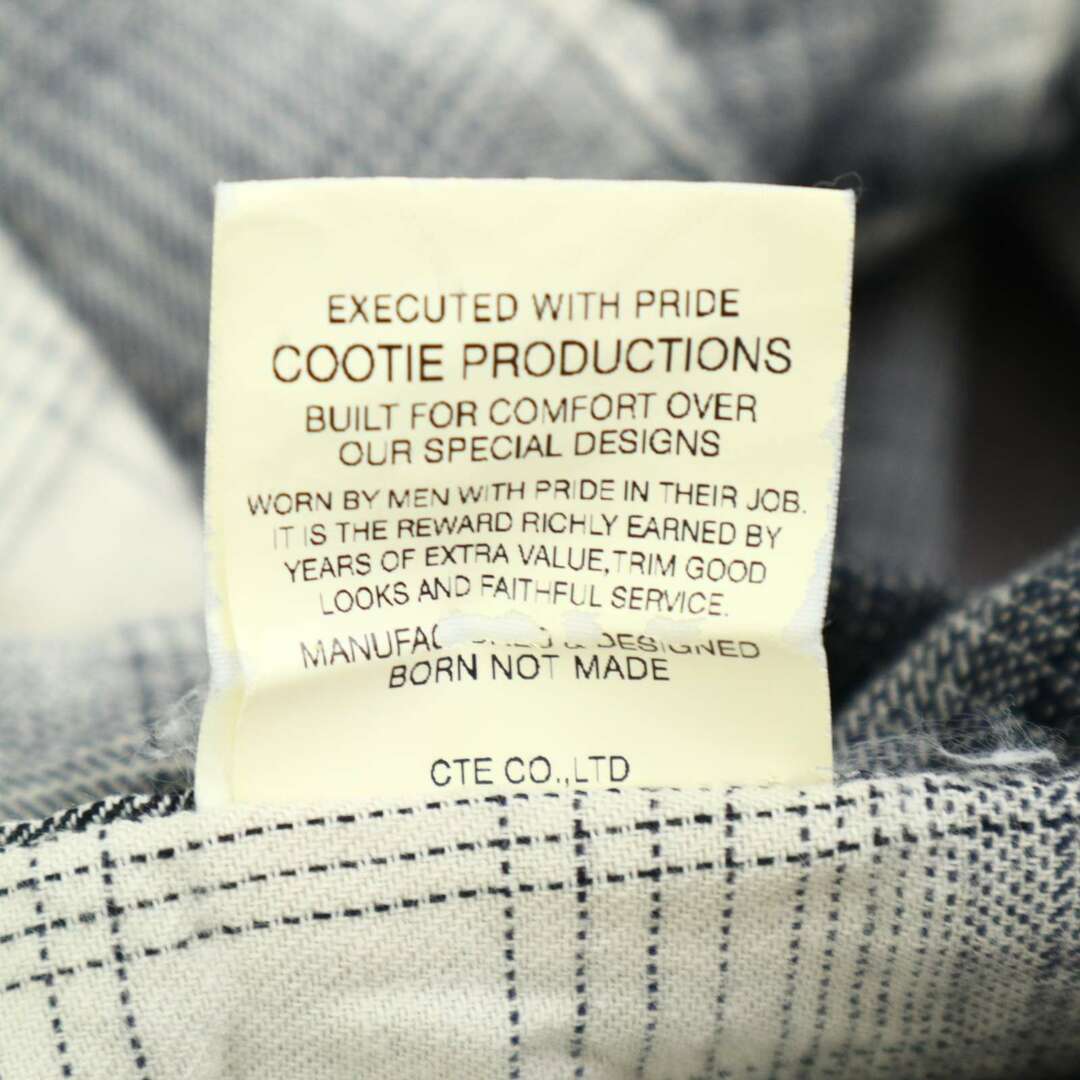 EXECUTED WITH PRIDE
COOTIE PRODUCTIONS
BUILT FOR COMFORT OVER
OUR SPECIAL DESIGNS
WORN BY MEN WITH PRIDE IN THEIR JOB.
IT IS THE REWARD RICHLY EARNED BY
YEARS OF EXTRA VALUE,TRIM GOOD
LOOKS AND FAITHFUL SERVICE.
& DESIGNED
BORN NOT MADE
CTE CO.,LTD